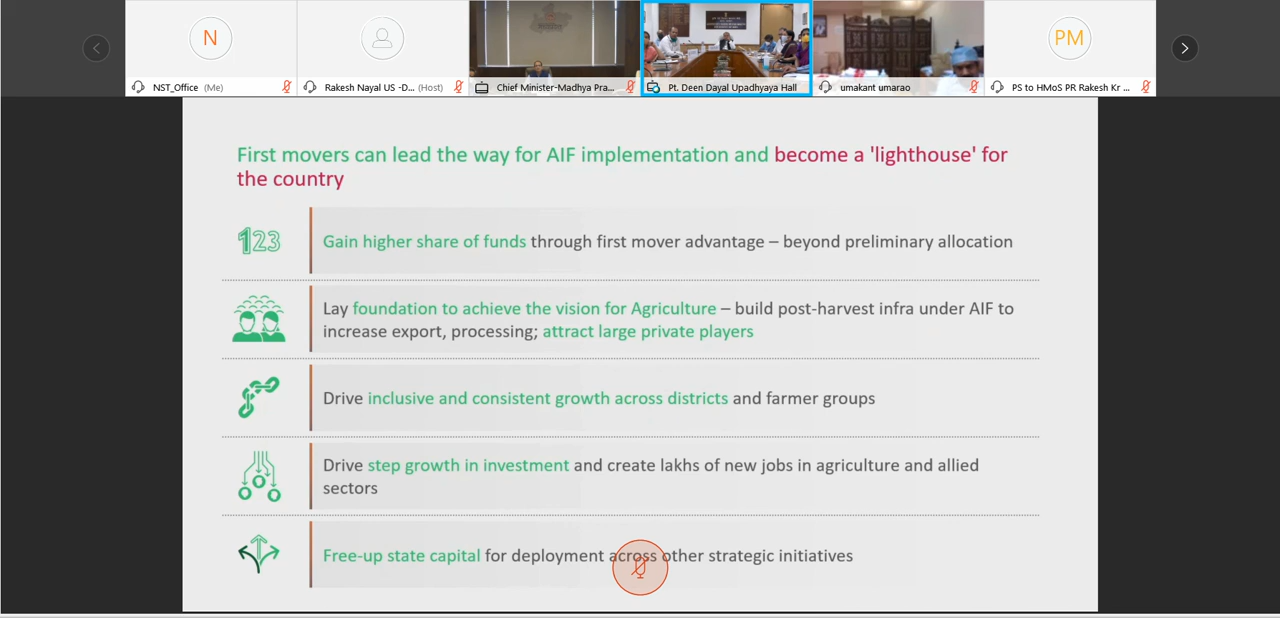 N
PM
NST_Office (Me)
Rakesh Nayal US -D... (Host)
Chief Minister-Madhya Pra...
Pt. Deen Dayal Upadhyaya Hall
umakant umarao
PS to HMoS PR Rakesh Kr ...
First movers can lead the way for AIF implementation and become a 'lighthouse' for
the country
123
Gain higher share of funds through first mover advantage – beyond preliminary allocation
Lay foundation to achieve the vision for Agriculture – build post-harvest infra under AIF to
increase export, processing; attract large private players
Drive inclusive and consistent growth across districts and farmer groups
Drive step growth in investment and create lakhs of new jobs in agriculture and allied
sectors
Free-up state capital for deployment across other strategic initiatives